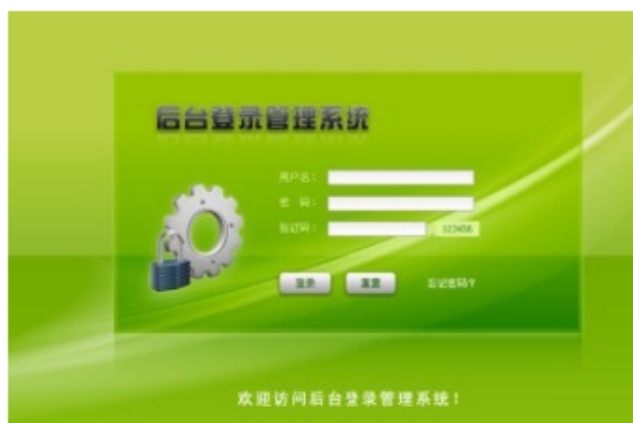 后台登录管理系统
用户名：
密 码：
验证码： 123456
登录 重置 忘记密码？
欢迎访问后台登录管理系统！